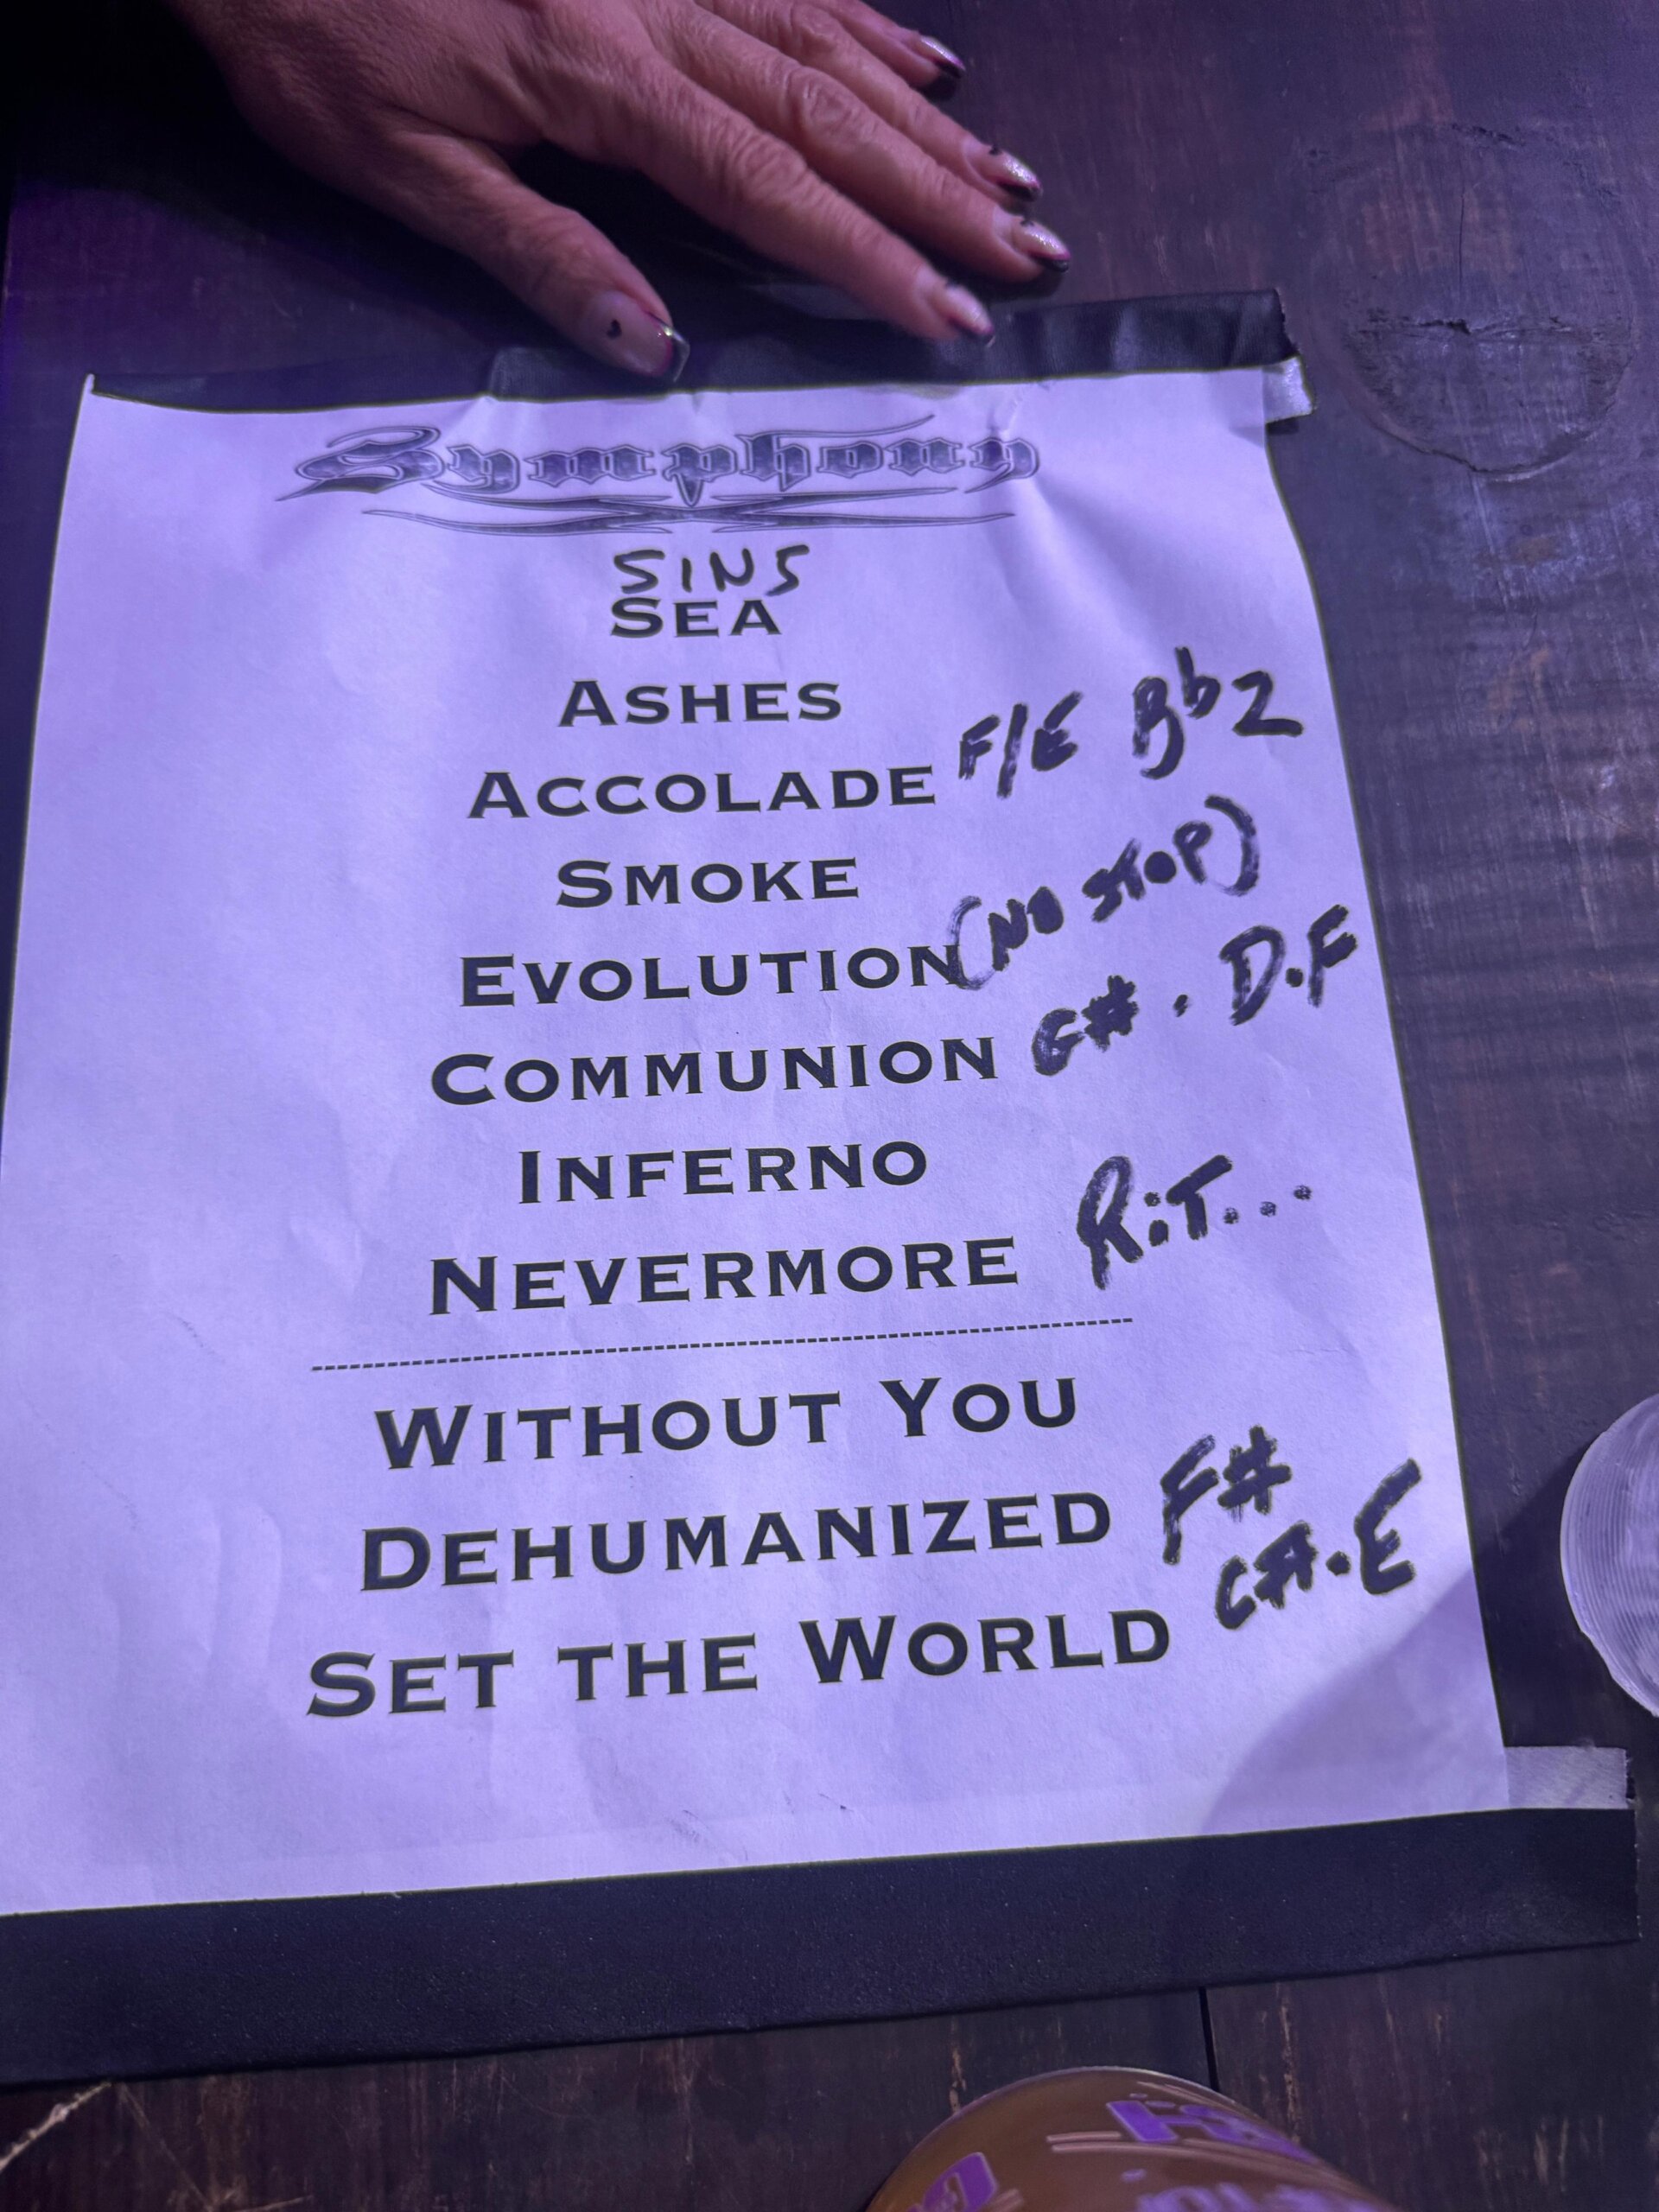 Symphony X
SINS
SEA
ASHES
ACCOLADE F/E Bb2
SMOKE
EVOLUTION (NO STOP)
COMMUNION G# . D.F
INFERNO
NEVERMORE RiT...
WITHOUT YOU
DEHUMANIZED F#
C#.E
SET THE WORLD